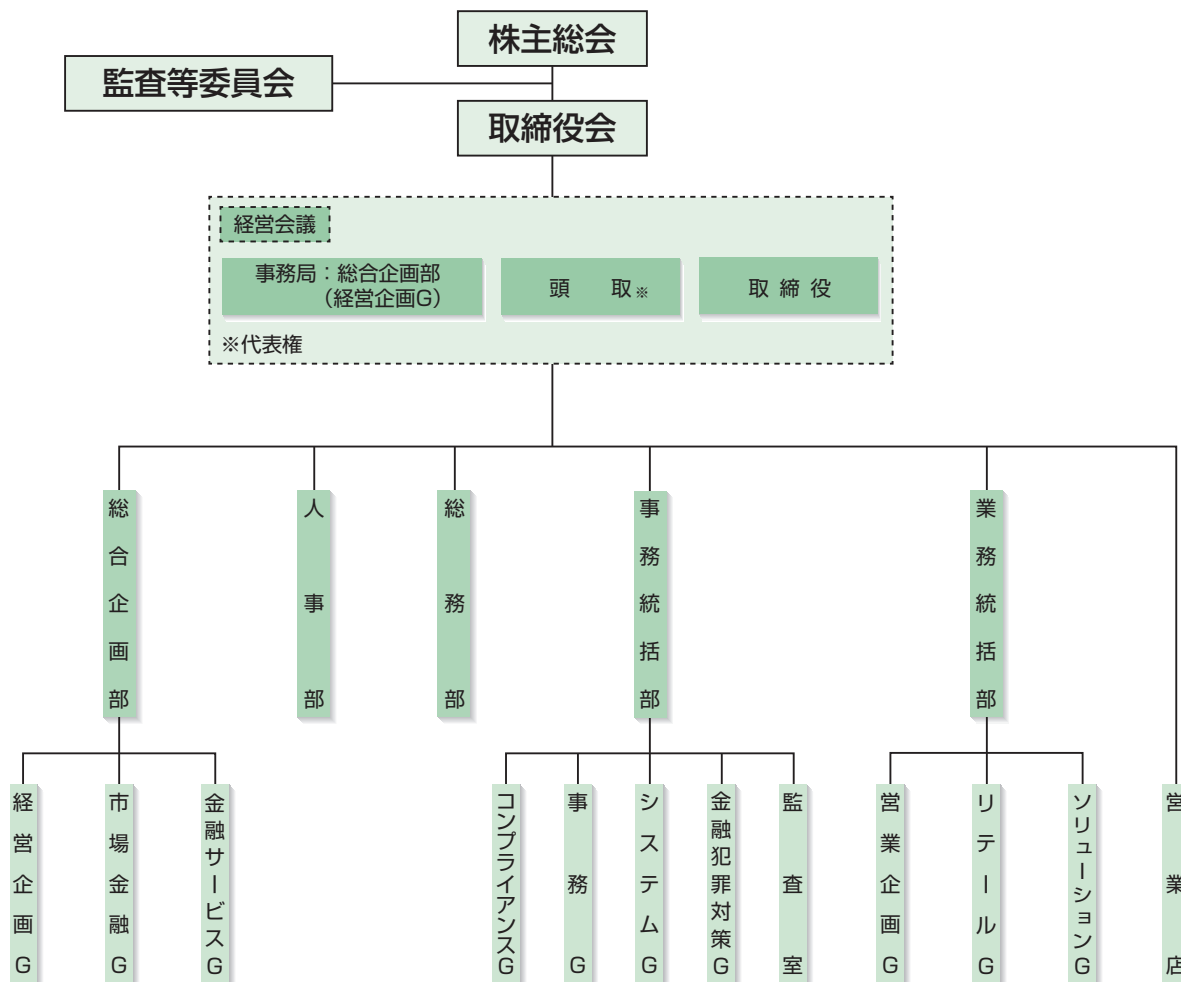 株主総会
監査等委員会
取締役会
経営会議
事務局：総合企画部
（経営企画G）
頭 取※
取締役
※代表権
総合企画部
人事部
総務部
事務統括部
業務統括部
経営企画G
市場金融G
金融サービスG
コンプライアンスG
事務G
システムG
金融犯罪対策G
監査室
営業企画G
リテールG
ソリューションG
営業店